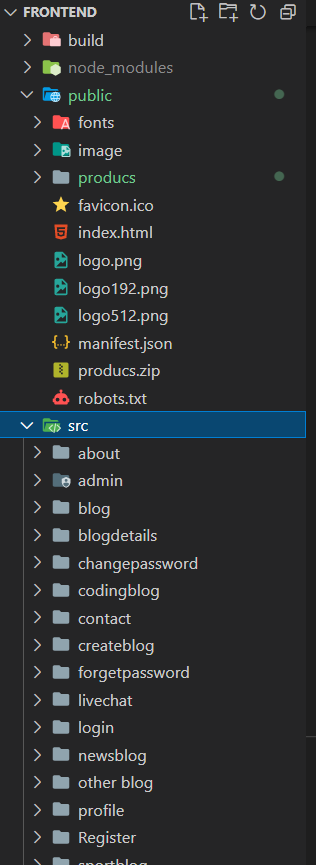 FRONTEND
build
node_modules
public
fonts
image
producs
favicon.ico
index.html
logo.png
logo192.png
logo512.png
manifest.json
producs.zip
robots.txt
src
about
admin
blog
blogdetails
changepassword
codingblog
contact
createblog
forgetpassword
livechat
login
newsblog
other blog
profile
Register